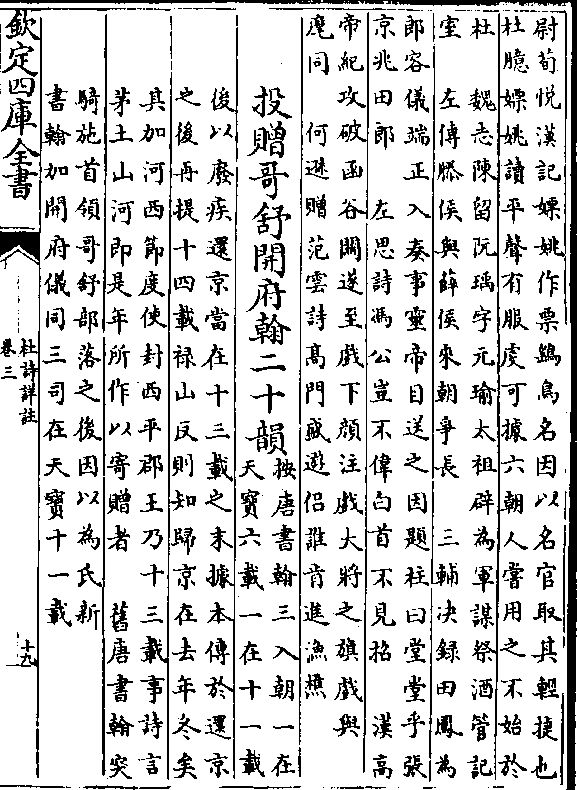 尉荀悅漢記嫖姚作票鷂鳥名因以名官取其輕捷也
杜臆嫖姚讀平聲有服虔可據六朝人嘗用之不始於
杜　魏志陳留阮瑀字元瑜太祖辟為軍謀祭酒管記
室　左傳滕侯與薛侯來朝爭長　三輔决録田鳳為
郎容儀端正入奏事靈帝目送之因題柱曰堂堂乎張
京兆田郎　左思詩馮公豈不偉白首不見招　漢高
帝紀攻破函谷關遂至戲下顔注戲大將之旗戲與
麾同　何遜贈范雲詩髙門盛遊侶誰肯進漁樵
投贈哥舒開府翰二十韻
按唐書翰三入朝一在
天寶六載一在十一載
後以廢疾還京當在十三載之末據本傳於還京
之後再提十四載禄山反則知歸京在去年冬矣
其加河西節度使封西平郡王乃十三載事詩言
茅土山河即是年所作以寄贈者　舊唐書翰突
騎施首領哥舒部落之後因以為氏新
書翰加開府儀同三司在天寶十一載
欽定四庫全書
杜詩詳註
卷三
十九